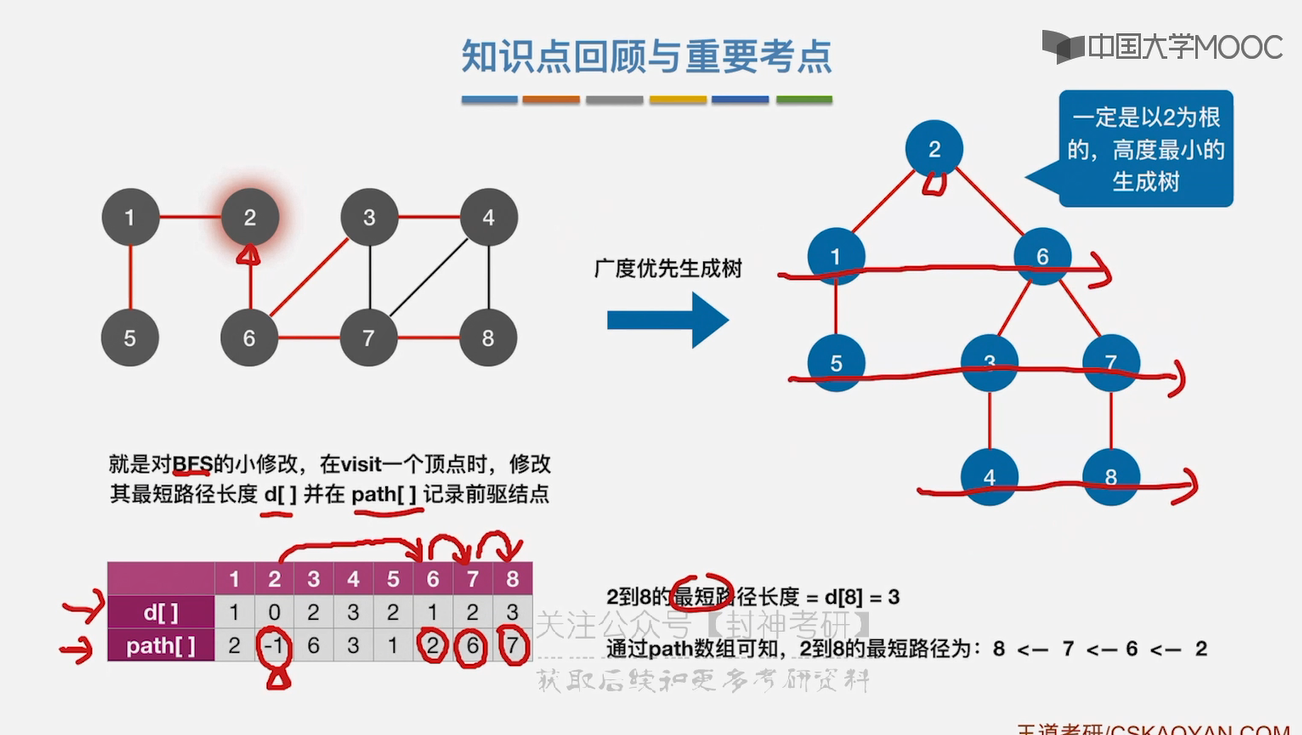 知识点回顾与重要考点
中国大学MOOC
一定是以2为根
的，高度最小的
生成树
1 2 3 4
5 6 7 8
广度优先生成树
2
1 6
5 3 7
4 8
就是对BFS的小修改，在visit一个顶点时，修改
其最短路径长度 d[ ] 并在 path[ ] 记录前驱结点
1 2 3 4 5 6 7 8
d[ ] 1 0 2 3 2 1 2 3
path[ ] 2 -1 6 3 1 2 6 7
2到8的最短路径长度 = d[8] = 3
关注公众号【封神考研】
通过path数组可知，2到8的最短路径为：8 <— 7 <— 6 <— 2
获取后续和更多考研资料
王道考研/CSKAOYAN.COM